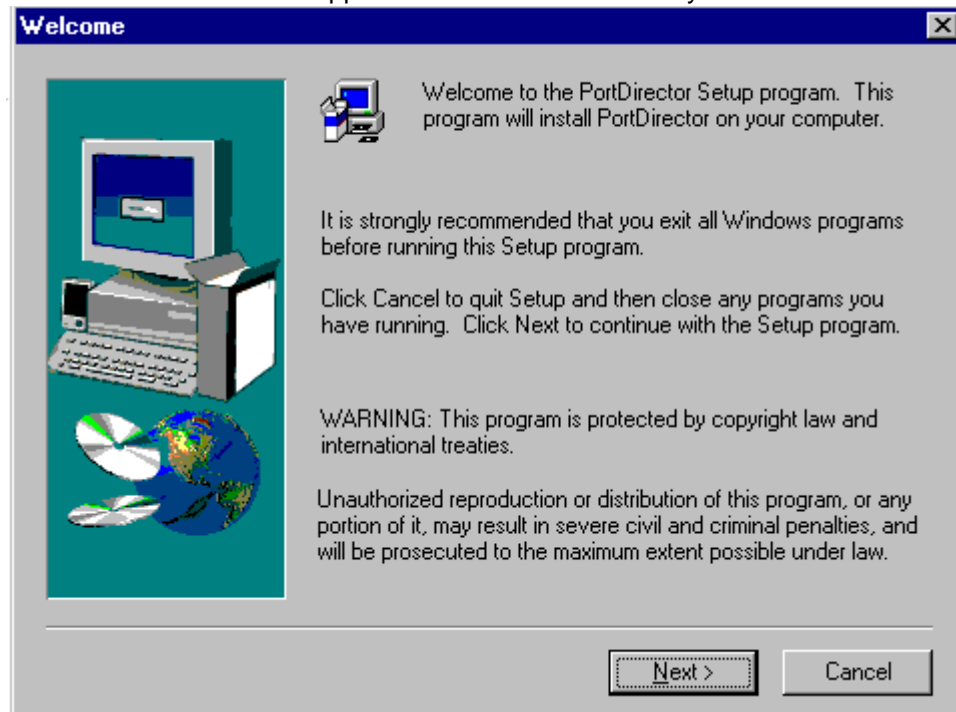 Welcome
Welcome to the PortDirector Setup program.  This
program will install PortDirector on your computer.
It is strongly recommended that you exit all Windows programs
before running this Setup program.
Click Cancel to quit Setup and then close any programs you
have running.  Click Next to continue with the Setup program.
WARNING: This program is protected by copyright law and
international treaties.
Unauthorized reproduction or distribution of this program, or any
portion of it, may result in severe civil and criminal penalties, and
will be prosecuted to the maximum extent possible under law.
Next >
Cancel